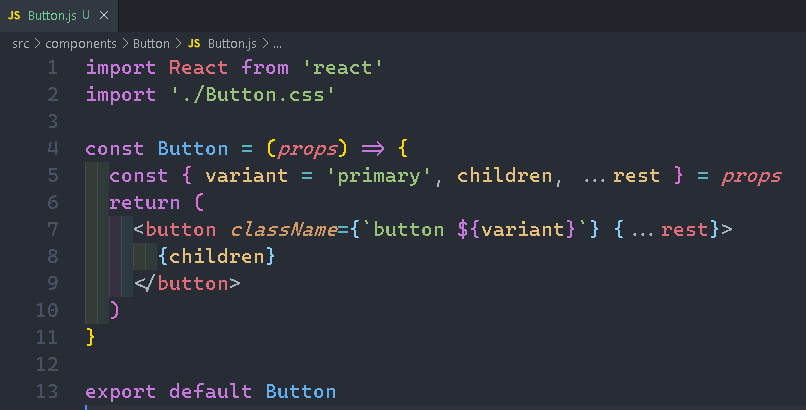 JS Button.js U ×
src > components > Button > JS Button.js > ...
1 import React from 'react'
2 import './Button.css'
3
4 const Button = (props) => {
5   const { variant = 'primary', children, ...rest } = props
6   return (
7     <button className={`button ${variant}`} {...rest}>
8       {children}
9     </button>
10   )
11 }
12
13 export default Button